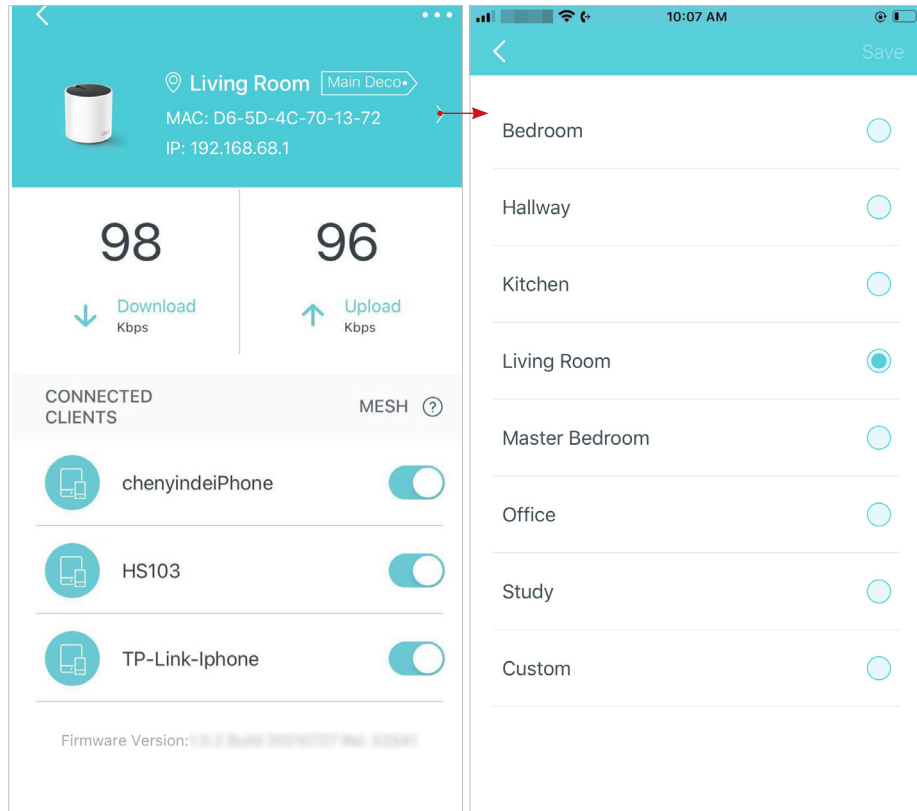 Living Room Main Deco
MAC: D6-5D-4C-70-13-72
IP: 192.168.68.1
98
Download
Kbps
96
Upload
Kbps
CONNECTED
CLIENTS
MESH ?
chenyindeiPhone
HS103
TP-Link-Iphone
Firmware Version:
10:07 AM
Save
Bedroom
Hallway
Kitchen
Living Room
Master Bedroom
Office
Study
Custom